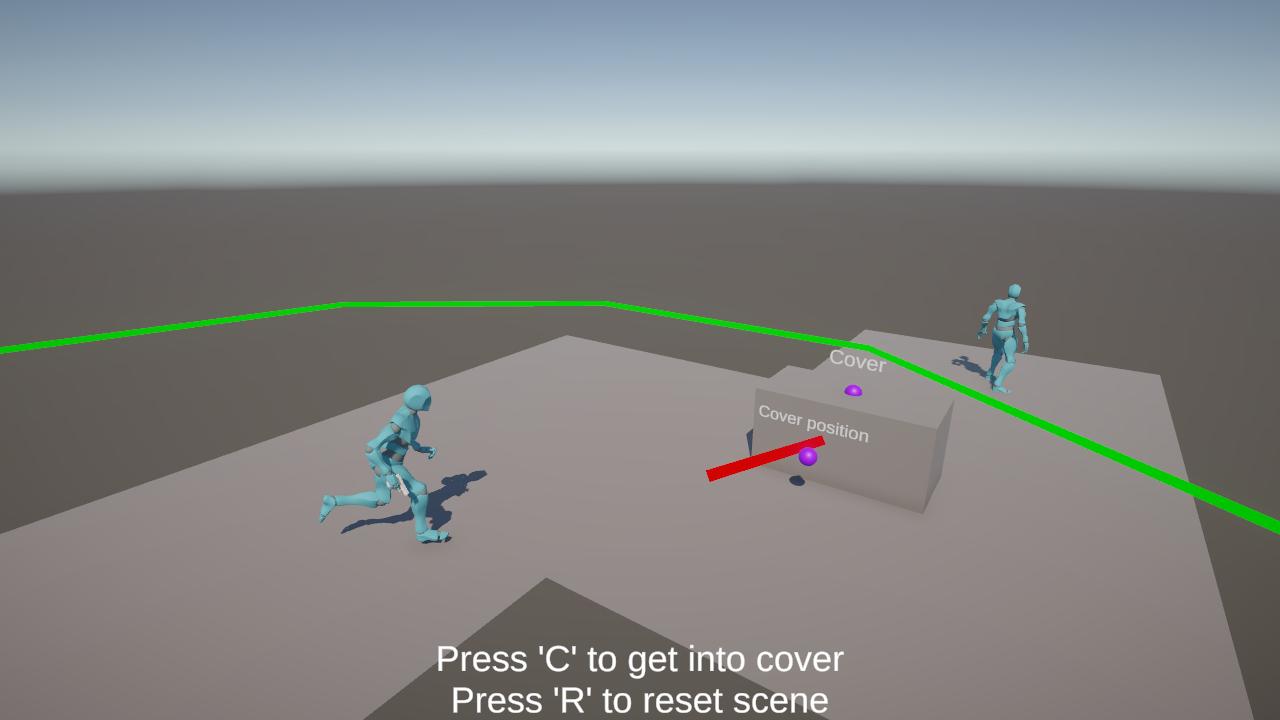 Cover
Cover position
Press 'C' to get into cover
Press 'R' to reset scene